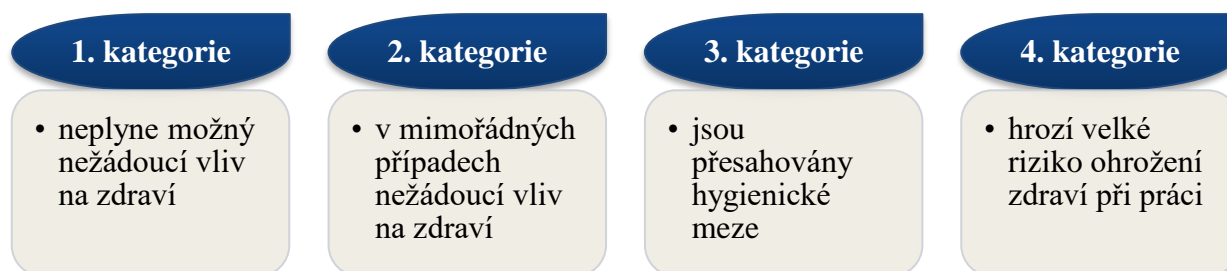 1. kategorie
• neplyne možný
nežádoucí vliv
na zdraví
2. kategorie
• v mimořádných
případech
nežádoucí vliv
na zdraví
3. kategorie
• jsou
přesahovány
hygienické
meze
4. kategorie
• hrozí velké
riziko ohrožení
zdraví při práci